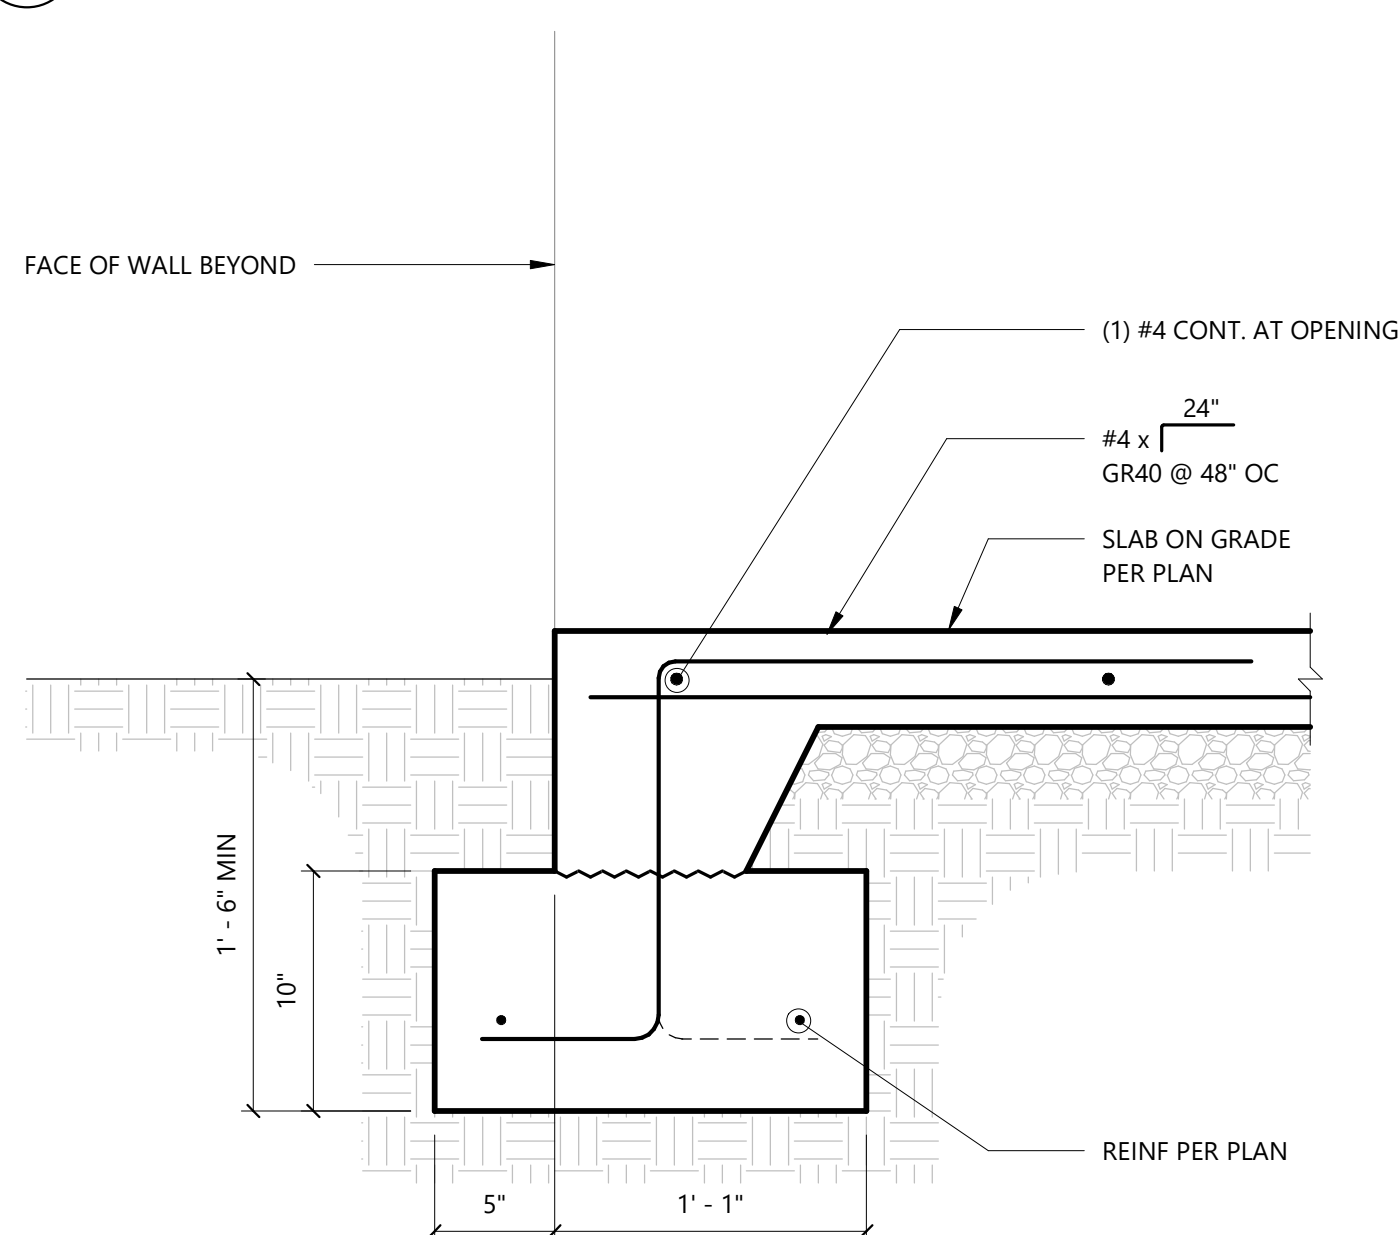 FACE OF WALL BEYOND
(1) #4 CONT. AT OPENING
24"
#4 x
GR40 @ 48" OC
SLAB ON GRADE
PER PLAN
1' - 6" MIN
10"
REINF PER PLAN
5"
1' - 1"